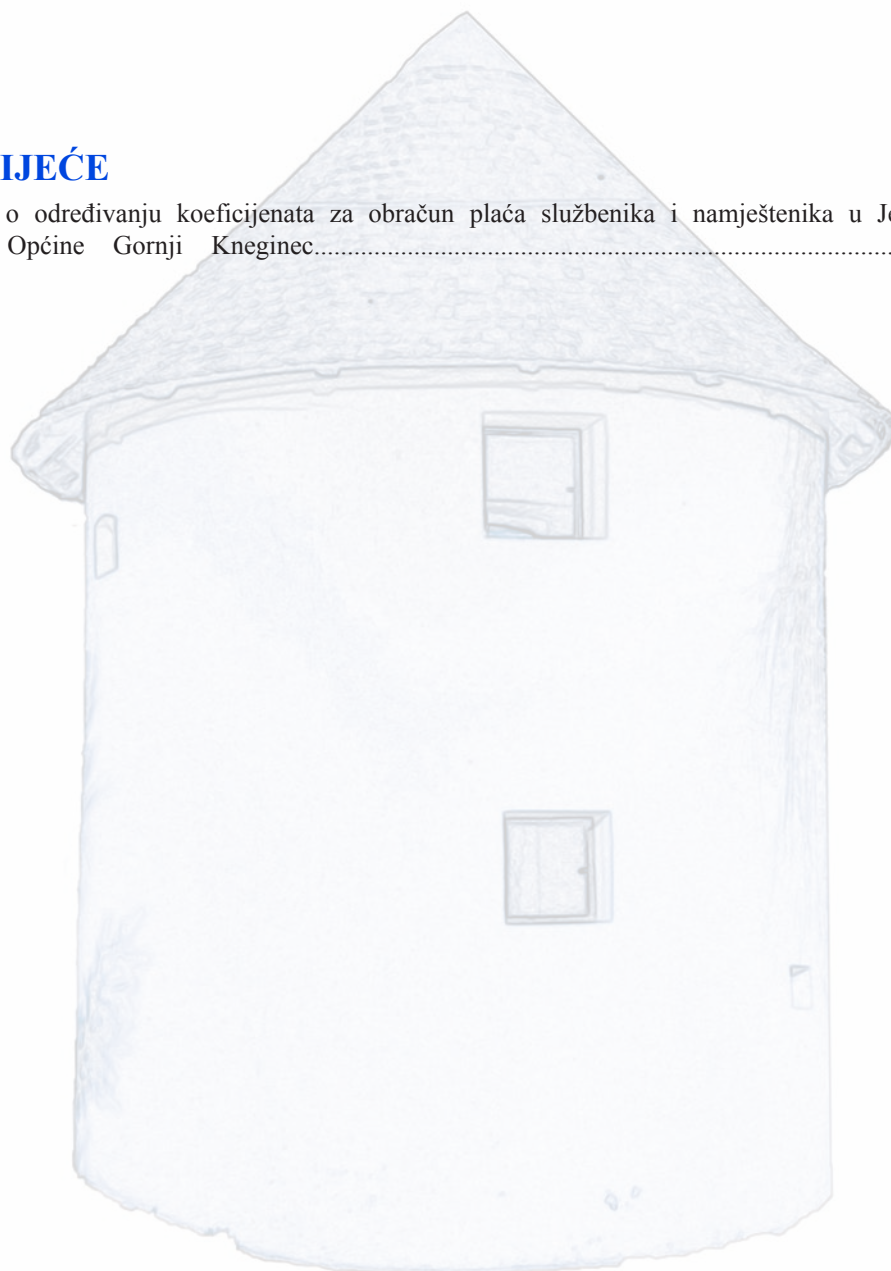 IJEĆE
o određivanju koeficijenata za obračun plaća službenika i namještenika u Je
Općine Gornji Kneginec..........................................................................................